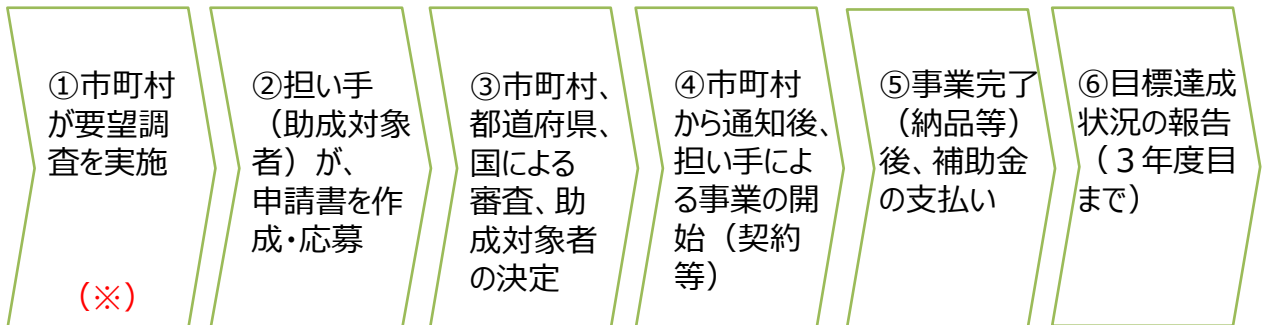 ①市町村
が要望調
査を実施
（※）
②担い手
（助成対象
者）が、
申請書を作
成・応募
③市町村、
都道府県、
国による
審査、助
成対象者
の決定
④市町村
から通知後、
担い手によ
る事業の開
始（契約
等）
⑤事業完了
（納品等）
後、補助金
の支払い
⑥目標達成
状況の報告
（３年度目
まで）